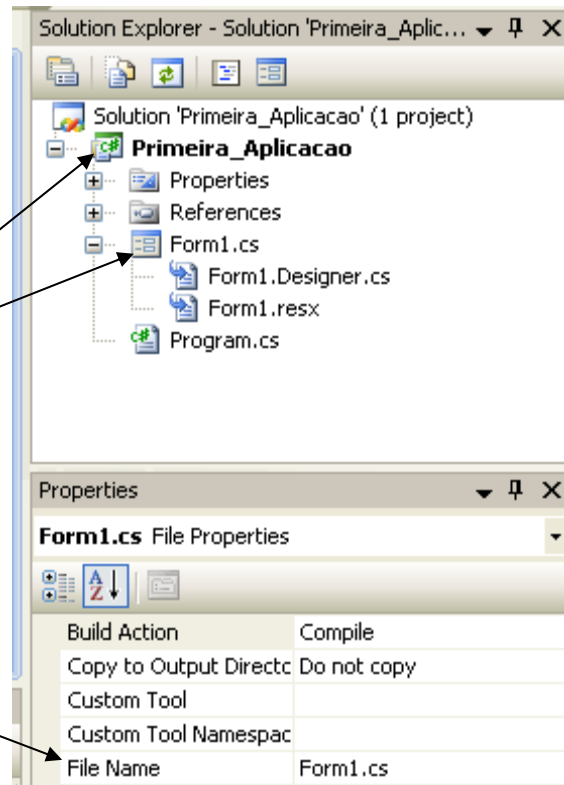 Solution Explorer - Solution 'Primeira_Aplic...
Solution 'Primeira_Aplicacao' (1 project)
Primeira_Aplicacao
Properties
References
Form1.cs
Form1.Designer.cs
Form1.resx
Program.cs
Properties
Form1.cs File Properties
Build Action Compile
Copy to Output Directo Do not copy
Custom Tool
Custom Tool Namespac
File Name Form1.cs